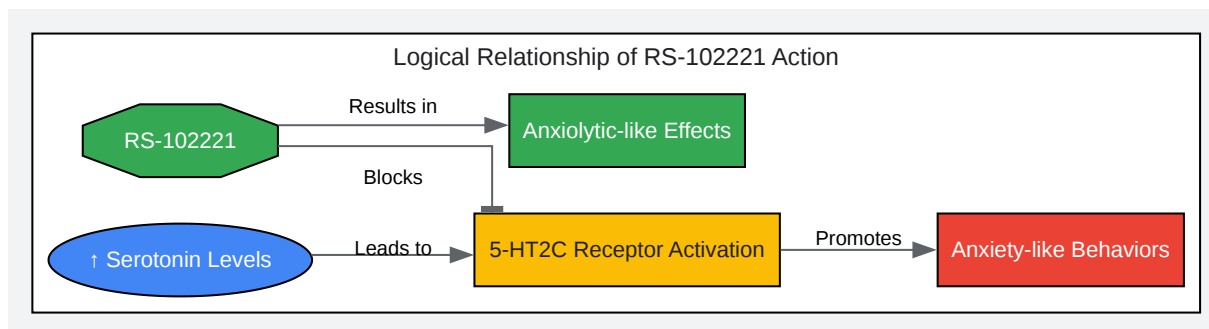 Logical Relationship of RS-102221 Action
Results in
RS-102221
Anxiolytic-like Effects
Blocks
↑ Serotonin Levels
Leads to
5-HT2C Receptor Activation
Promotes
Anxiety-like Behaviors